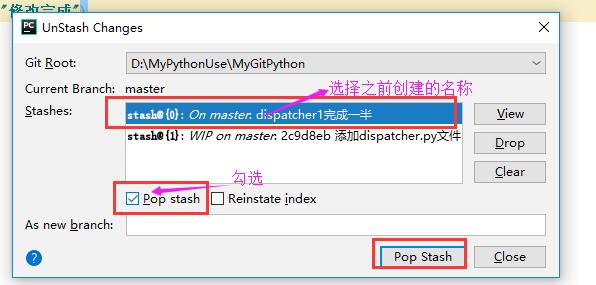 "修改完成"
PC UnStash Changes
Git Root: D:\MyPythonUse\MyGitPython
Current Branch: master
选择之前创建的名称
Stashes: stash@{0}: On master: dispatcher1完成一半 View
stash@{1}: WIP on master: 2c9d8eb 添加dispatcher.py文件 Drop
Clear
勾选
Pop stash Reinstate index
As new branch:
? Pop Stash Close